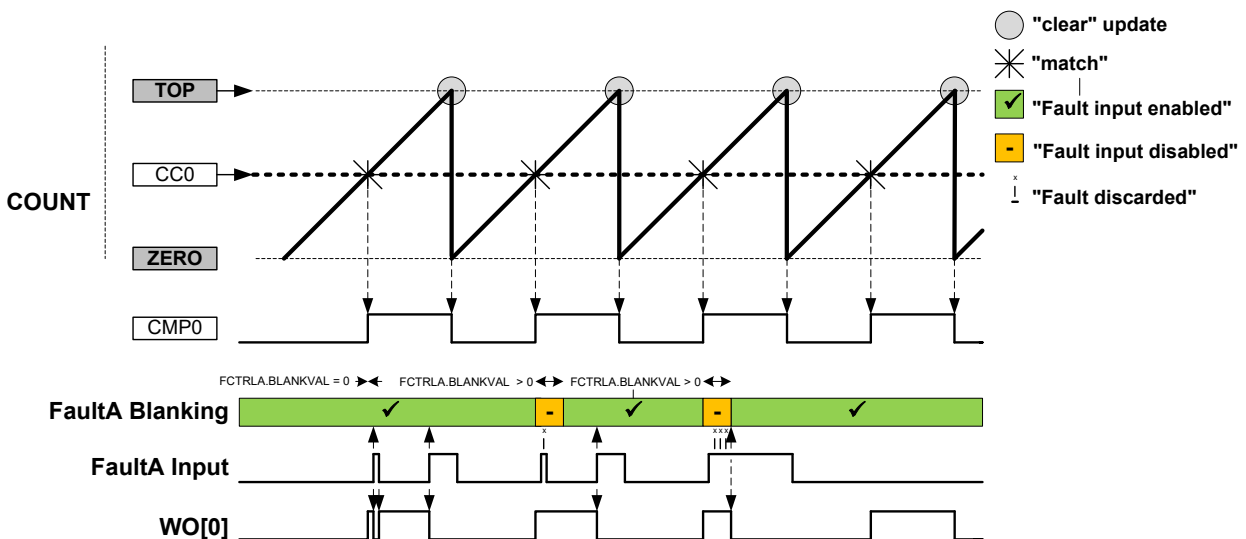 "clear" update
"match"
"Fault input enabled"
"Fault input disabled"
"Fault discarded"
TOP
CC0
COUNT
ZERO
CMP0
FCTRLA.BLANKVAL = 0 FCTRLA.BLANKVAL > 0 FCTRLA.BLANKVAL > 0
FaultA Blanking
- -
x xxx
FaultA Input
WO[0]